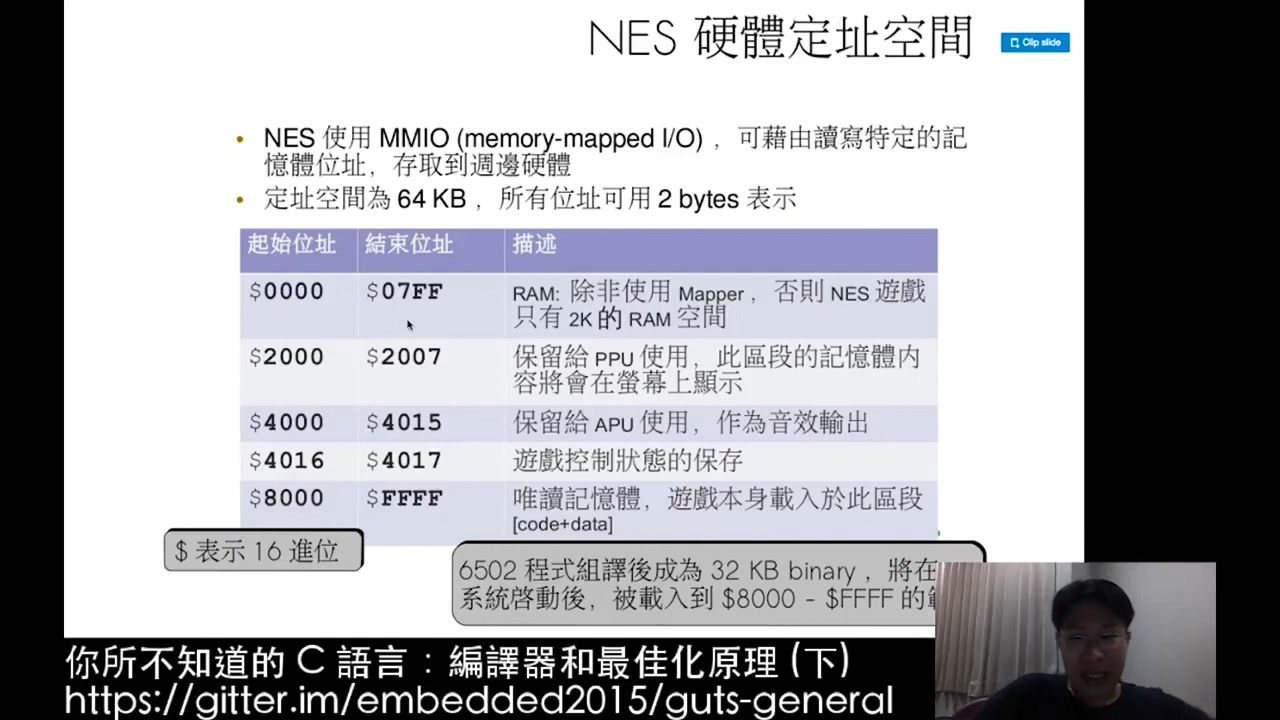 NES 硬體定址空間
Clip slide
• NES 使用 MMIO (memory-mapped I/O) ，可藉由讀寫特定的記
憶體位址，存取到週邊硬體
• 定址空間為 64 KB ，所有位址可用 2 bytes 表示
起始位址 結束位址 描述
$0000 $07FF RAM: 除非使用 Mapper ，否則 NES 遊戲
只有 2K 的 RAM 空間
$2000 $2007 保留給 PPU 使用，此區段的記憶體內
容將會在螢幕上顯示
$4000 $4015 保留給 APU 使用，作為音效輸出
$4016 $4017 遊戲控制狀態的保存
$8000 $FFFF 唯讀記憶體，遊戲本身載入於此區段
[code+data]
$ 表示 16 進位
6502 程式組譯後成為 32 KB binary ，將在
系統啓動後，被載入到 $8000 - $FFFF 的
你所不知道的 C 語言：編譯器和最佳化原理 (下)
https://gitter.im/embedded2015/guts-general